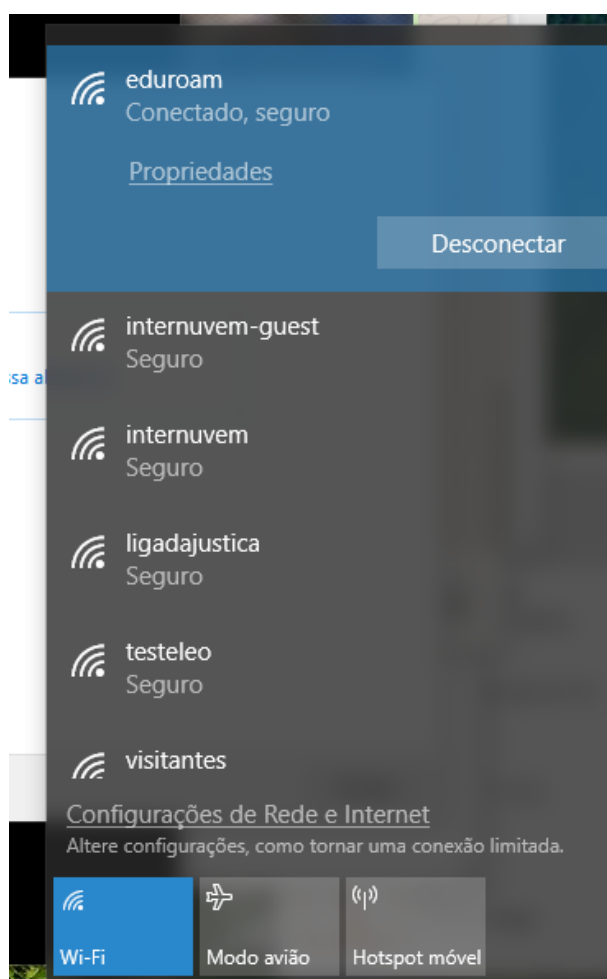 eduroam
Conectado, seguro
Propriedades
Desconectar
internuvem-guest
Seguro
internuvem
Seguro
ligadajustica
Seguro
testeleo
Seguro
visitantes
Configurações de Rede e Internet
Altere configurações, como tornar uma conexão limitada.
Wi-Fi
Modo avião
Hotspot móvel